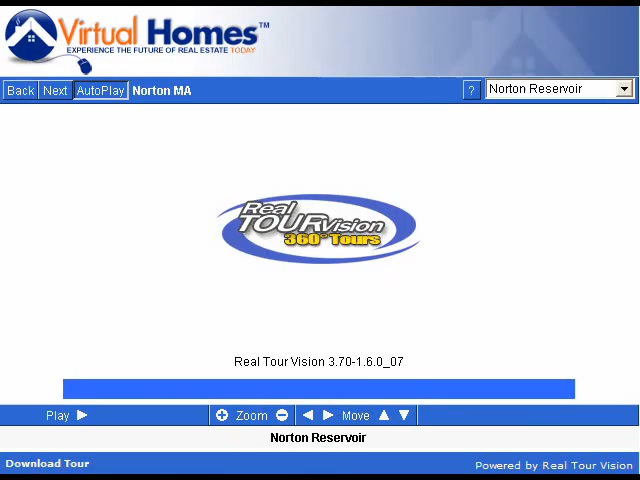 Virtual Homes™
EXPERIENCE THE FUTURE OF REAL ESTATE TODAY
Back Next AutoPlay Norton MA ? Norton Reservoir
Real
TOURVision
360° Tours
Real Tour Vision 3.70-1.6.0_07
Play Zoom Move
Norton Reservoir
Download Tour Powered by Real Tour Vision